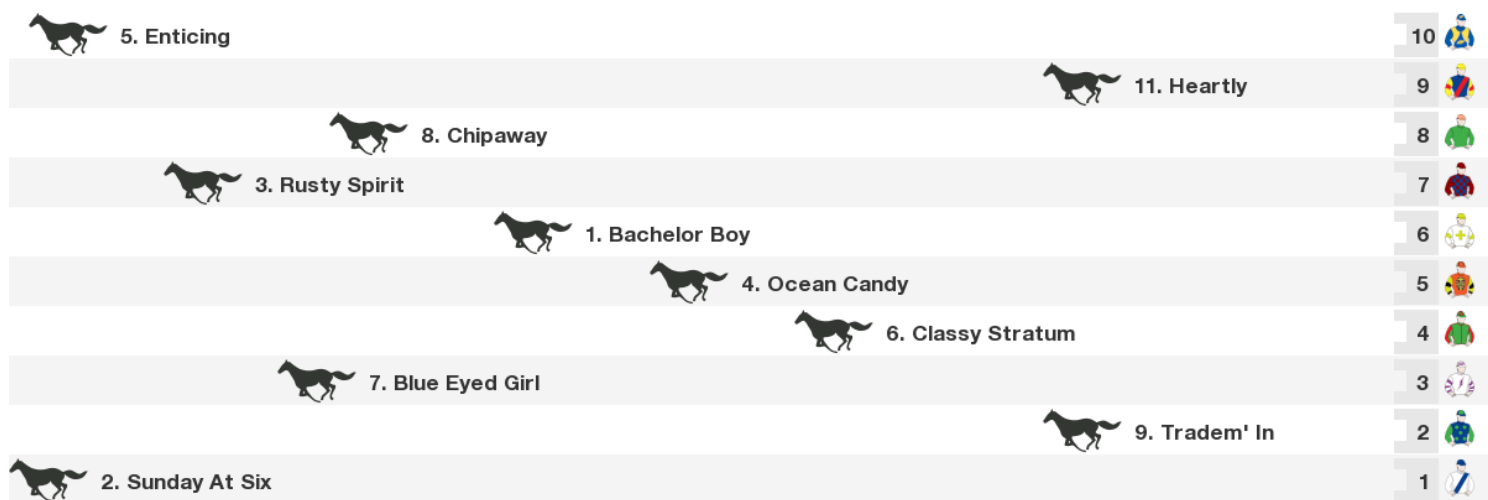 5. Enticing 10
11. Heartly 9
8. Chipaway 8
3. Rusty Spirit 7
1. Bachelor Boy 6
4. Ocean Candy 5
6. Classy Stratum 4
7. Blue Eyed Girl 3
9. Tradem' In 2
2. Sunday At Six 1